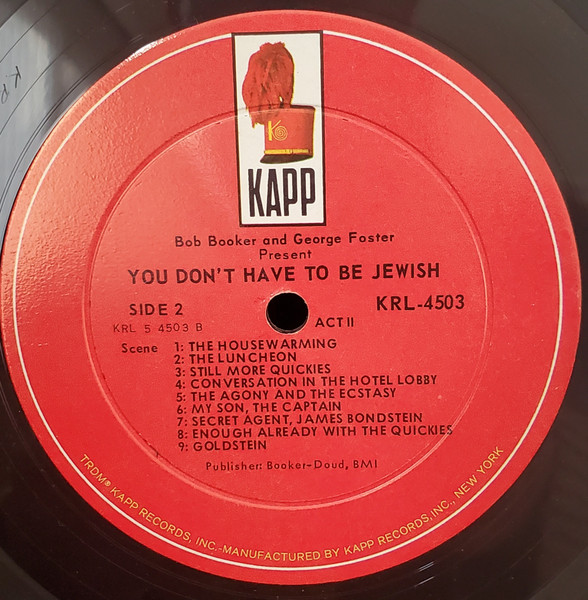 K
KAPP
Bob Booker and George Foster
Present
YOU DON'T HAVE TO BE JEWISH
SIDE 2
KRL-4503
KRL 5 4503 B
ACT II
Scene 1: THE HOUSEWARMING
2: THE LUNCHEON
3: STILL MORE QUICKIES
4: CONVERSATION IN THE HOTEL LOBBY
5: THE AGONY AND THE ECSTASY
6: MY SON, THE CAPTAIN
7: SECRET AGENT, JAMES BONDSTEIN
8: ENOUGH ALREADY WITH THE QUICKIES
9: GOLDSTEIN
Publisher: Booker-Doud, BMI
TRDM® KAPP RECORDS, INC.-MANUFACTURED BY KAPP RECORDS, INC., NEW YORK